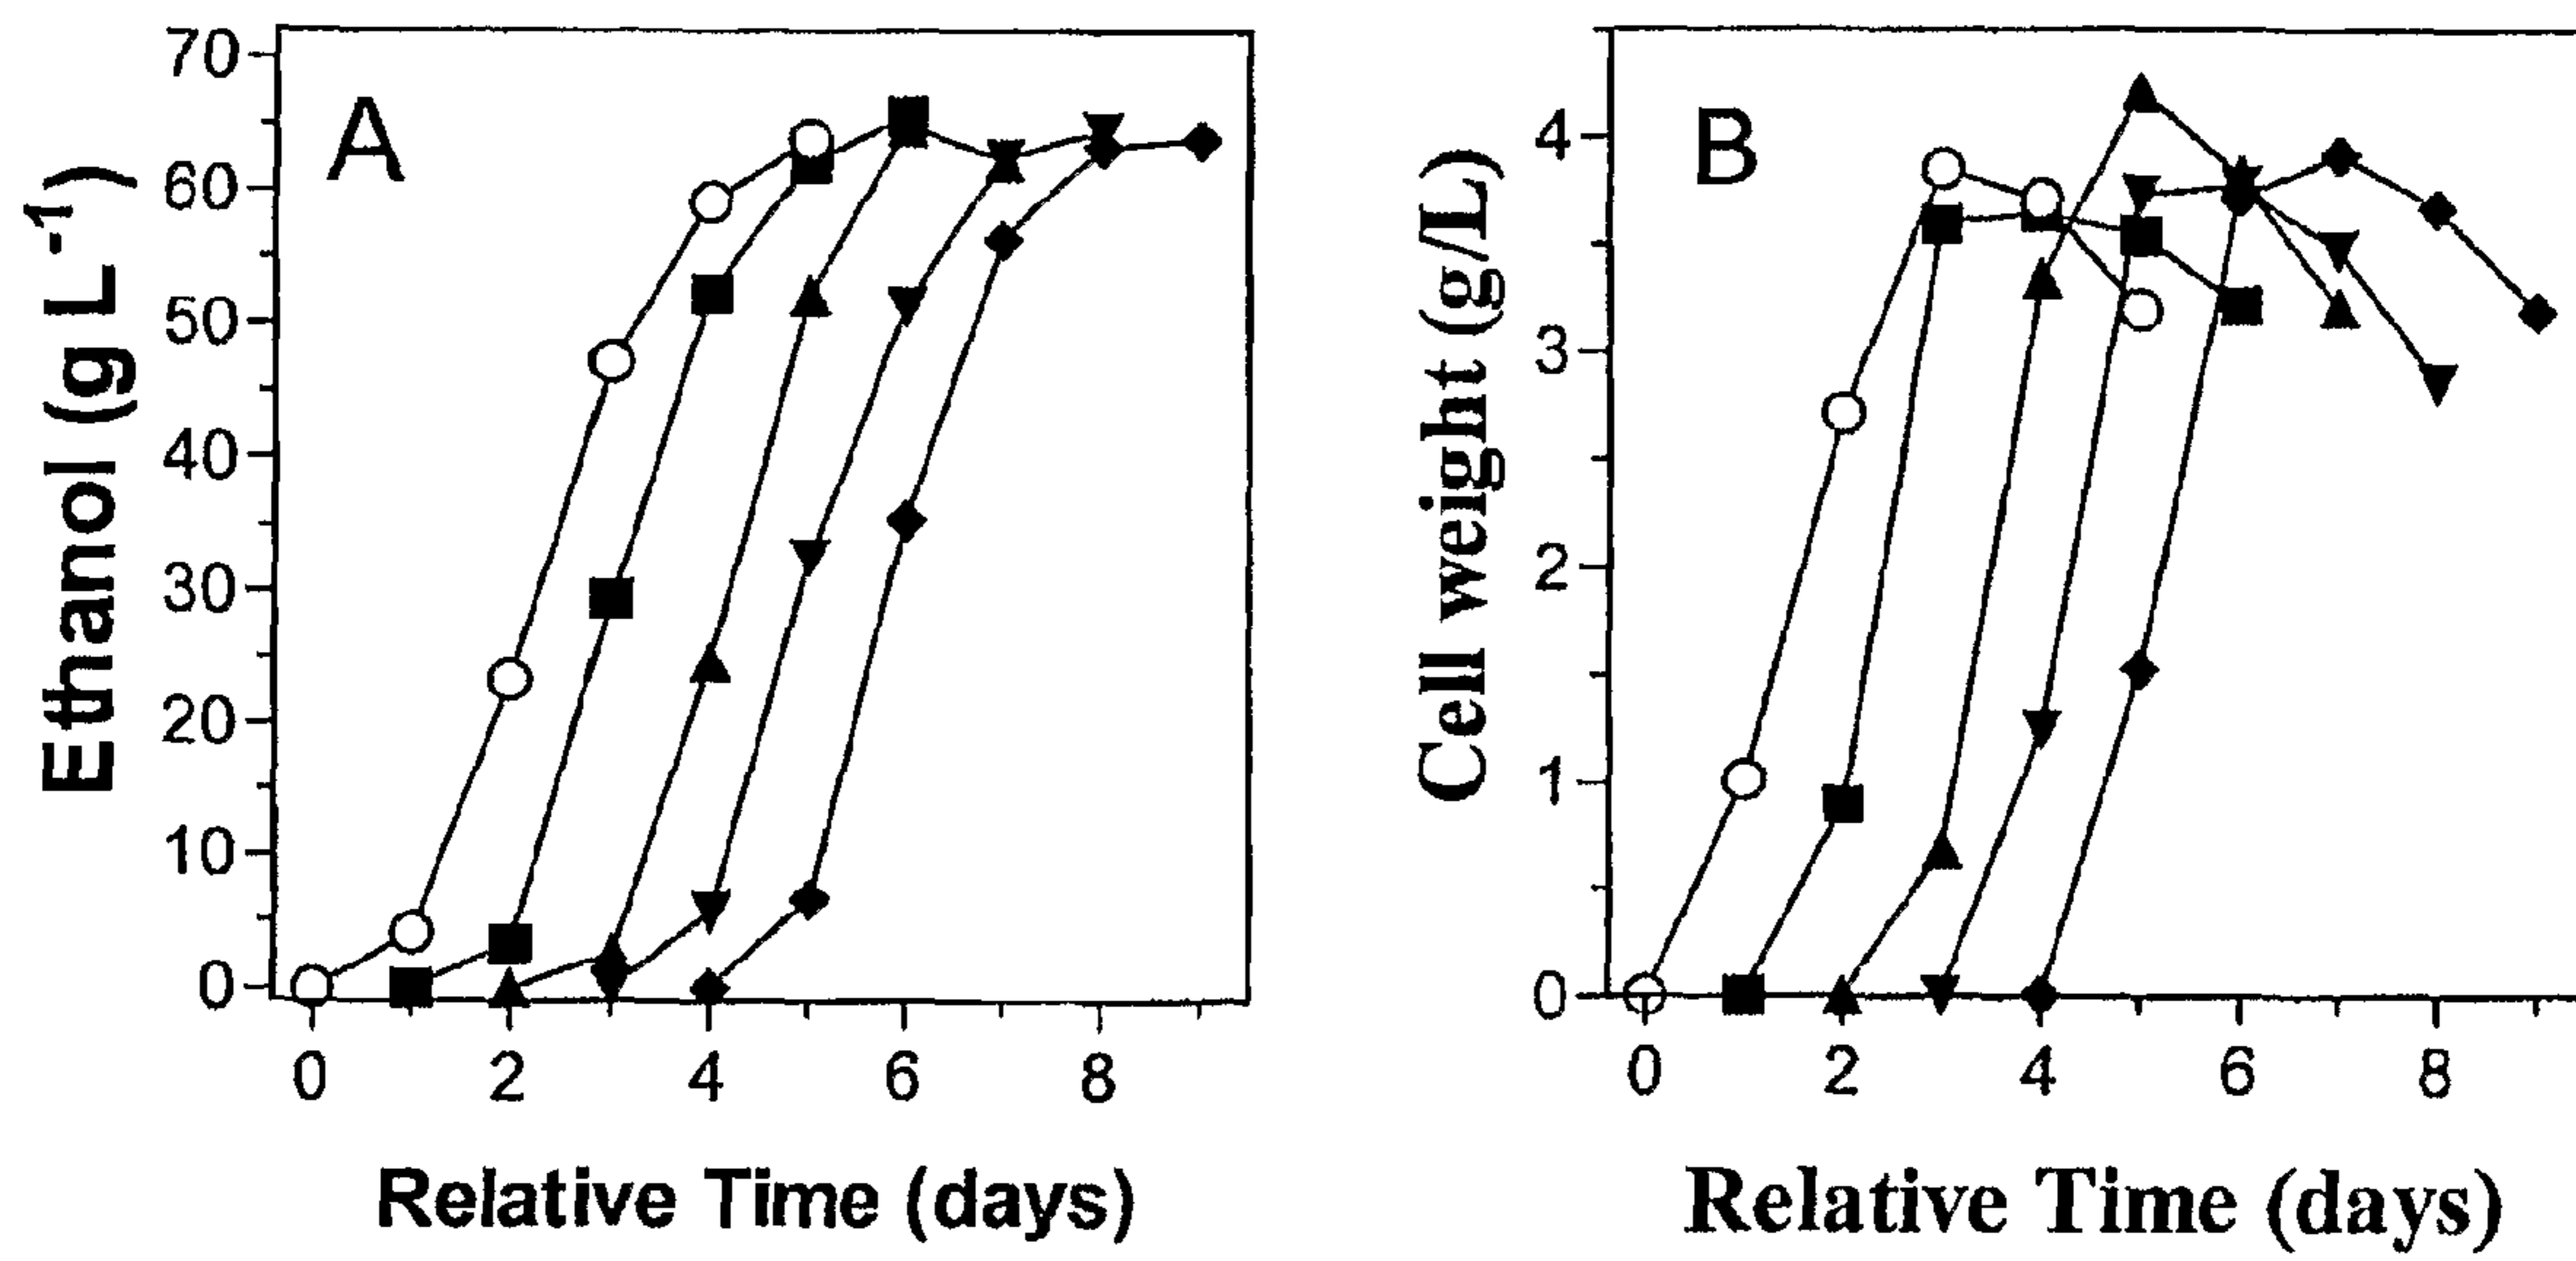 A
Ethanol (g L-1)
70
60
50
40
30
20
10
0
0 2 4 6 8
Relative Time (days)
B
Cell weight (g/L)
4
3
2
1
0
0 2 4 6 8
Relative Time (days)